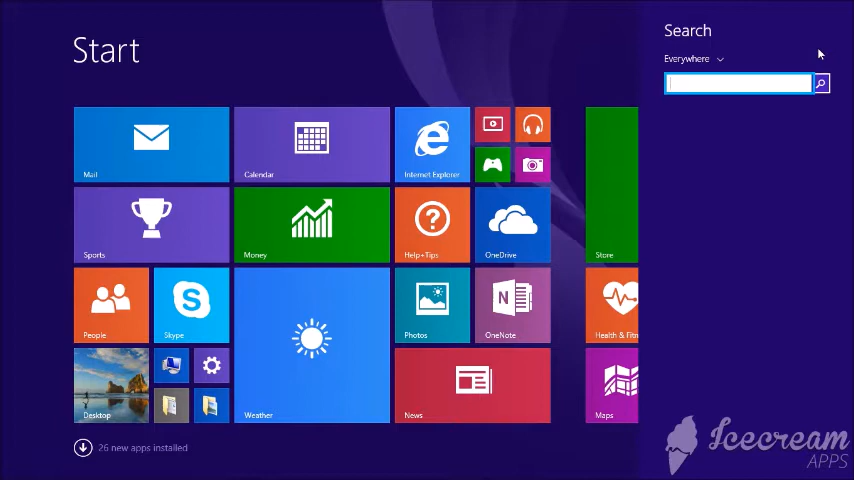 Start
Search
Everywhere
Mail
Calendar
Internet Explorer
Sports
Money
Help+Tips
OneDrive
Store
People
Skype
Photos
OneNote
Health & Fitn
Desktop
Weather
News
Maps
26 new apps installed
Icecream
APPS